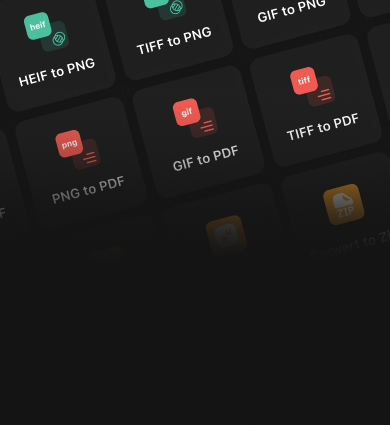 GIF to PNG
heif
TIFF to PNG
HEIF to PNG
tiff
gif
TIFF to PDF
png
GIF to PDF
PNG to PDF
F
ZIP
to